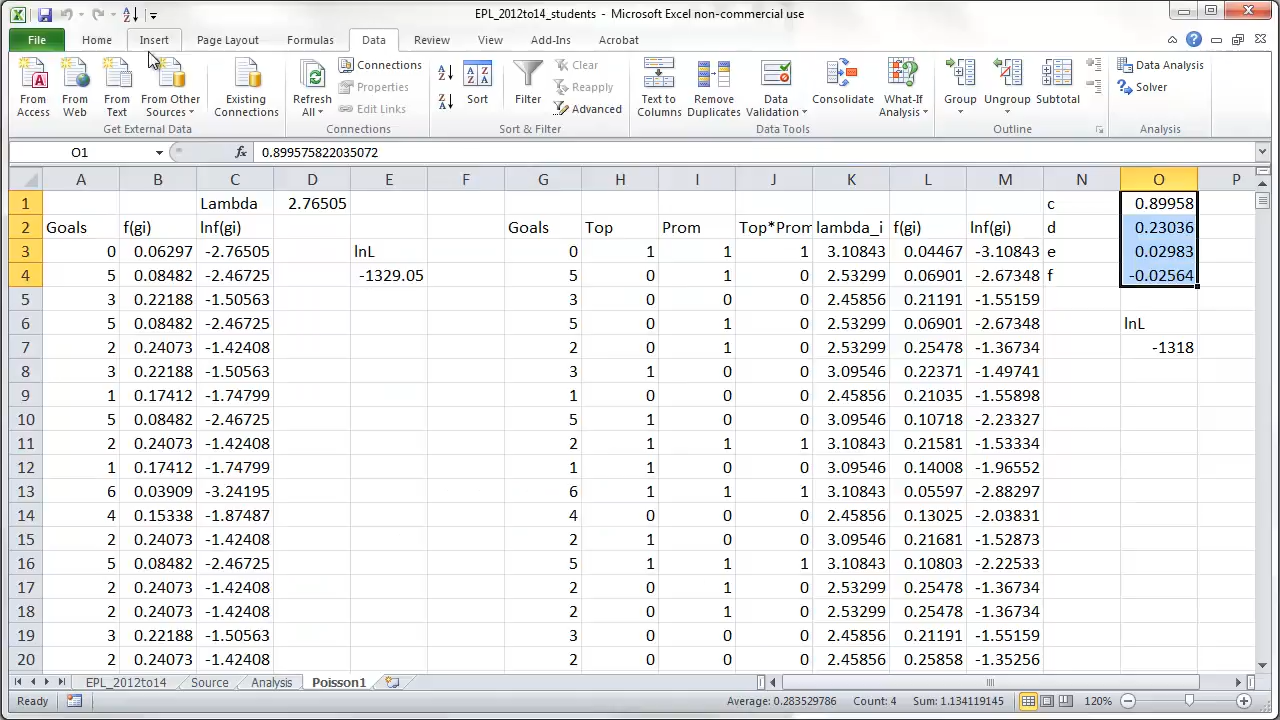 EPL_2012to14_students - Microsoft Excel non-commercial use
File Home Insert Page Layout Formulas Data Review View Add-Ins Acrobat
From Access From Web From Text From Other Sources Existing Connections Refresh All Connections Properties Edit Links Sort Filter Clear Reapply Advanced Text to Columns Remove Duplicates Data Validation Consolidate What-If Analysis Group Ungroup Subtotal Data Analysis Solver
Get External Data Connections Sort & Filter Data Tools Outline Analysis
O1 fx 0.899575822035072
A B C D E F G H I J K L M N O P
1 Lambda 2.76505 c 0.89958
2 Goals f(gi) lnf(gi) Goals Top Prom Top*Prom lambda_i f(gi) lnf(gi) d 0.23036
3 0 0.06297 -2.76505 lnL 0 1 1 1 3.10843 0.04467 -3.10843 e 0.02983
4 5 0.08482 -2.46725 -1329.05 5 0 1 0 2.53299 0.06901 -2.67348 f -0.02564
5 3 0.22188 -1.50563 3 0 0 0 2.45856 0.21191 -1.55159
6 5 0.08482 -2.46725 5 0 1 0 2.53299 0.06901 -2.67348 lnL
7 2 0.24073 -1.42408 2 0 1 0 2.53299 0.25478 -1.36734 -1318
8 3 0.22188 -1.50563 3 1 0 0 3.09546 0.22371 -1.49741
9 1 0.17412 -1.74799 1 0 0 0 2.45856 0.21035 -1.55898
10 5 0.08482 -2.46725 5 1 0 0 3.09546 0.10718 -2.23327
11 2 0.24073 -1.42408 2 1 1 1 3.10843 0.21581 -1.53334
12 1 0.17412 -1.74799 1 1 0 0 3.09546 0.14008 -1.96552
13 6 0.03909 -3.24195 6 1 1 1 3.10843 0.05597 -2.88297
14 4 0.15338 -1.87487 4 0 0 0 2.45856 0.13025 -2.03831
15 2 0.24073 -1.42408 2 1 0 0 3.09546 0.21681 -1.52873
16 5 0.08482 -2.46725 5 1 1 1 3.10843 0.10803 -2.22533
17 2 0.24073 -1.42408 2 0 1 0 2.53299 0.25478 -1.36734
18 2 0.24073 -1.42408 2 0 1 0 2.53299 0.25478 -1.36734
19 3 0.22188 -1.50563 3 0 0 0 2.45856 0.21191 -1.55159
20 2 0.24073 -1.42408 2 0 0 0 2.45856 0.25858 -1.35256
EPL_2012to14 Source Analysis Poisson1
Ready Average: 0.283529786 Count: 4 Sum: 1.134119145 120%